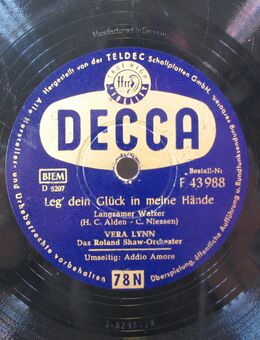 Manufactured in Germany
Alle Hersteller- und Urheberrechte vorbehalten
Hergestellt von der TELDEC Schallplatten GmbH.
Überspielung, öffentliche Aufführung u. Rundfunksendung verboten.
ffrr
DECCA
BIEM
D 6297
Bestell-Nr.
F 43988
Leg' dein Glück in meine Hände
Langsamer Walzer
(H. C. Alden - C. Niessen)
VERA LYNN
Das Roland Shaw-Orchester
Umseitig: Addio Amore
78N